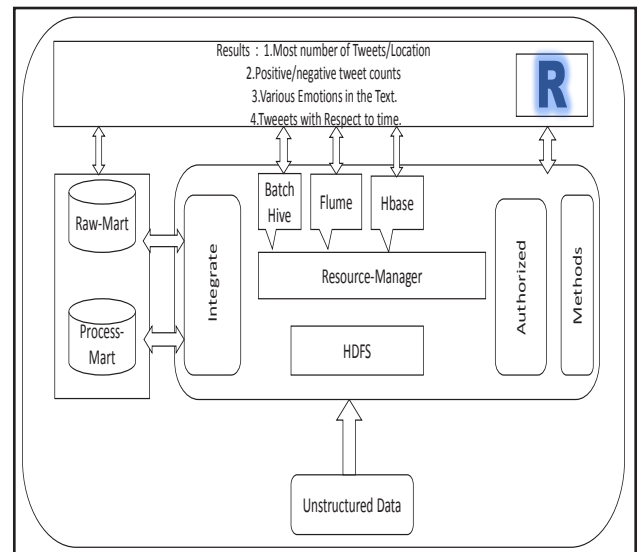 Results : 1.Most number of Tweets/Location
2.Positive/negative tweet counts
3.Various Emotions in the Text.
4.Tweeets with Respect to time.
R
Raw-Mart
Process-
Mart
Integrate
Batch
Hive
Flume
Hbase
Resource-Manager
HDFS
Authorized
Methods
Unstructured Data